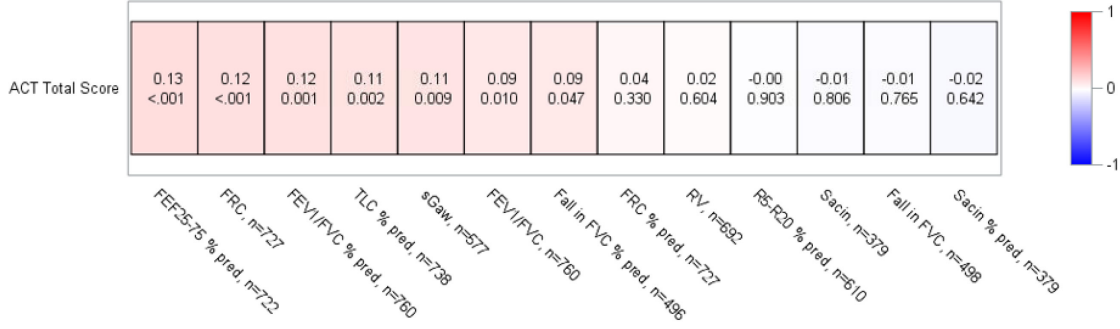 ACT Total Score
0.13 0.12 0.12 0.11 0.11 0.09 0.09 0.04 0.02 -0.00 -0.01 -0.01 -0.02
<.001 <.001 0.001 0.002 0.009 0.010 0.047 0.330 0.604 0.903 0.806 0.765 0.642
FEF25-75 % pred, n=722
FRC, n=727
FEV1/FVC % pred, n=760
TLC % pred, n=738
sGaw, n=577
FEV1/FVC, n=760
Fall in FVC % pred, n=496
FRC % pred, n=727
RV, n=692
R5-R20 % pred, n=610
Sacin, n=379
Fall in FVC, n=498
Sacin % pred, n=379
1
0
-1